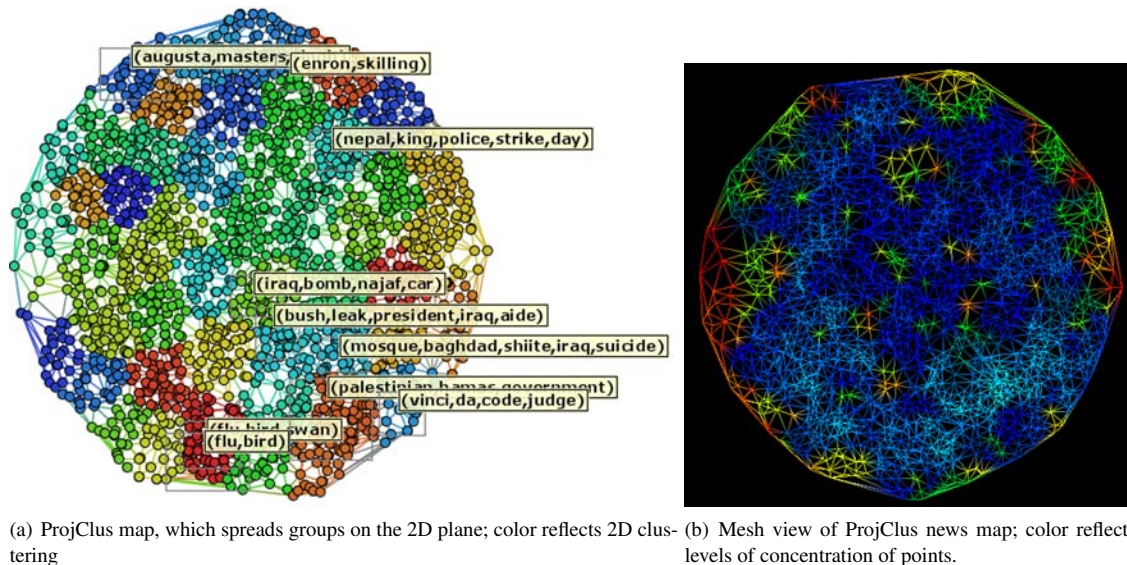 (augusta,masters,
(enron,skilling)
(nepal,king,police,strike,day)
(iraq,bomb,najaf,car)
(bush,leak,president,iraq,aide)
(mosque,baghdad,shiite,iraq,suicide)
(palestinian,hamas,government)
(vinci,da,code,judge)
(flu,bird,swan)
(flu,bird)
(a) ProjClus map, which spreads groups on the 2D plane; color reflects 2D clus-
tering
(b) Mesh view of ProjClus news map; color reflect
levels of concentration of points.